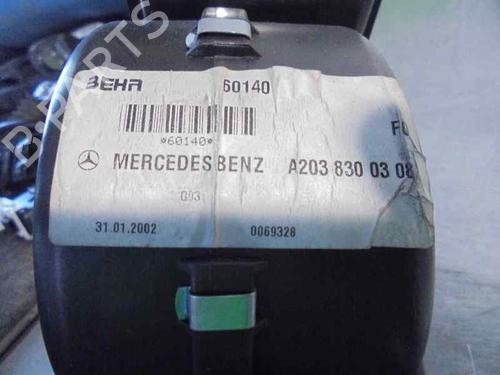 B-PARTS
BEHR 60140
*60140*
MERCEDES BENZ A203 830 03 08
003
31.01.2002 0069328